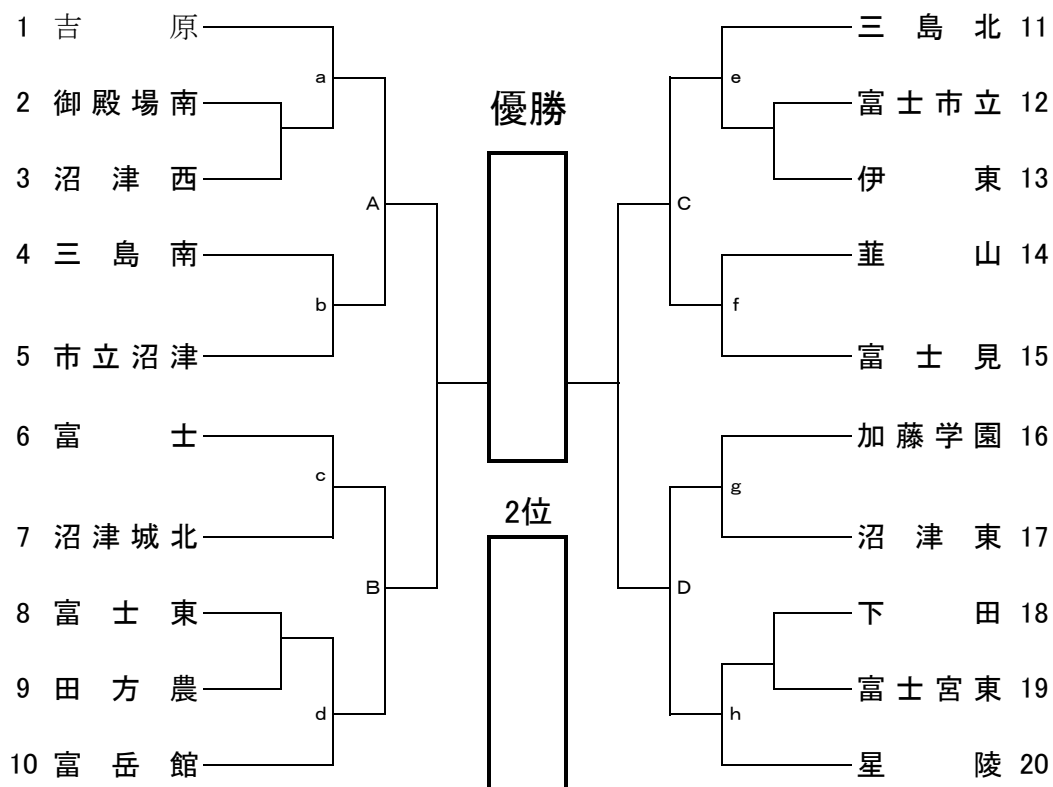 1 吉原
2 御殿場南
3 沼津西
4 三島南
5 市立沼津
6 富士
7 沼津城北
8 富士東
9 田方農
10 富岳館
a
b
c
d
A
B
優勝
2位
C
D
e
f
g
h
三島北 11
富士市立 12
伊東 13
韮山 14
富士見 15
加藤学園 16
沼津東 17
下田 18
富士宮東 19
星陵 20